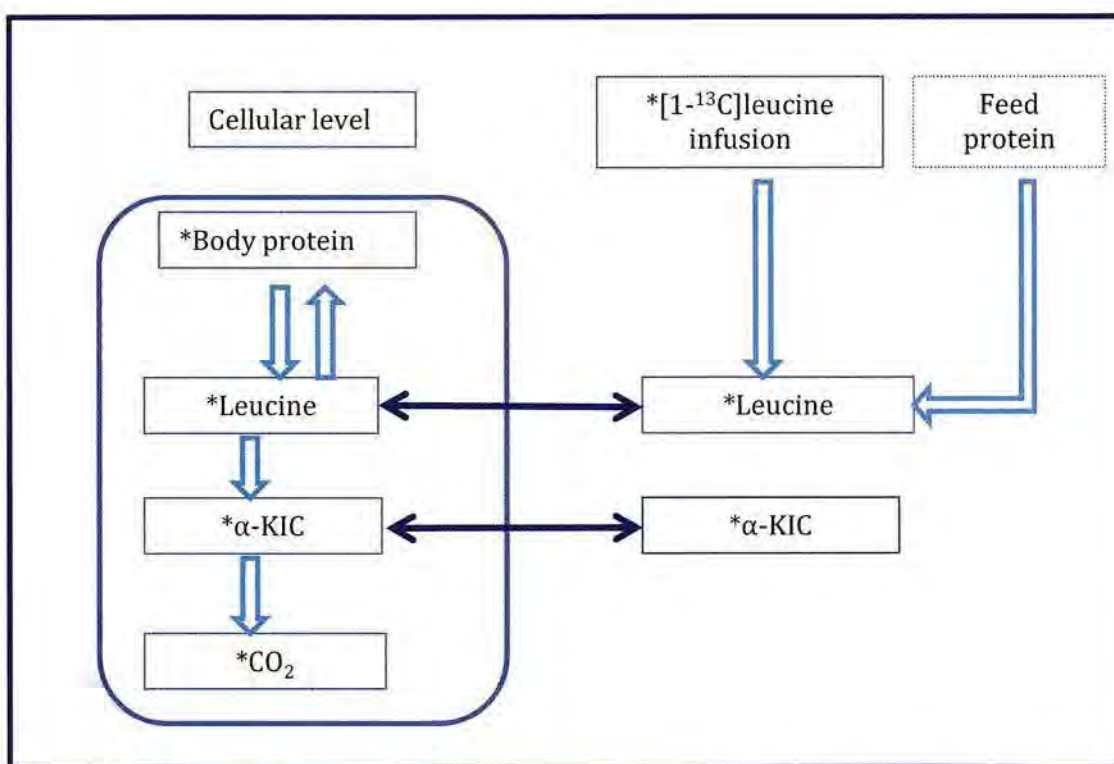 Cellular level
*[1-¹³C]leucine
infusion
Feed
protein
*Body protein
*Leucine
*Leucine
*α-KIC
*α-KIC
*CO₂